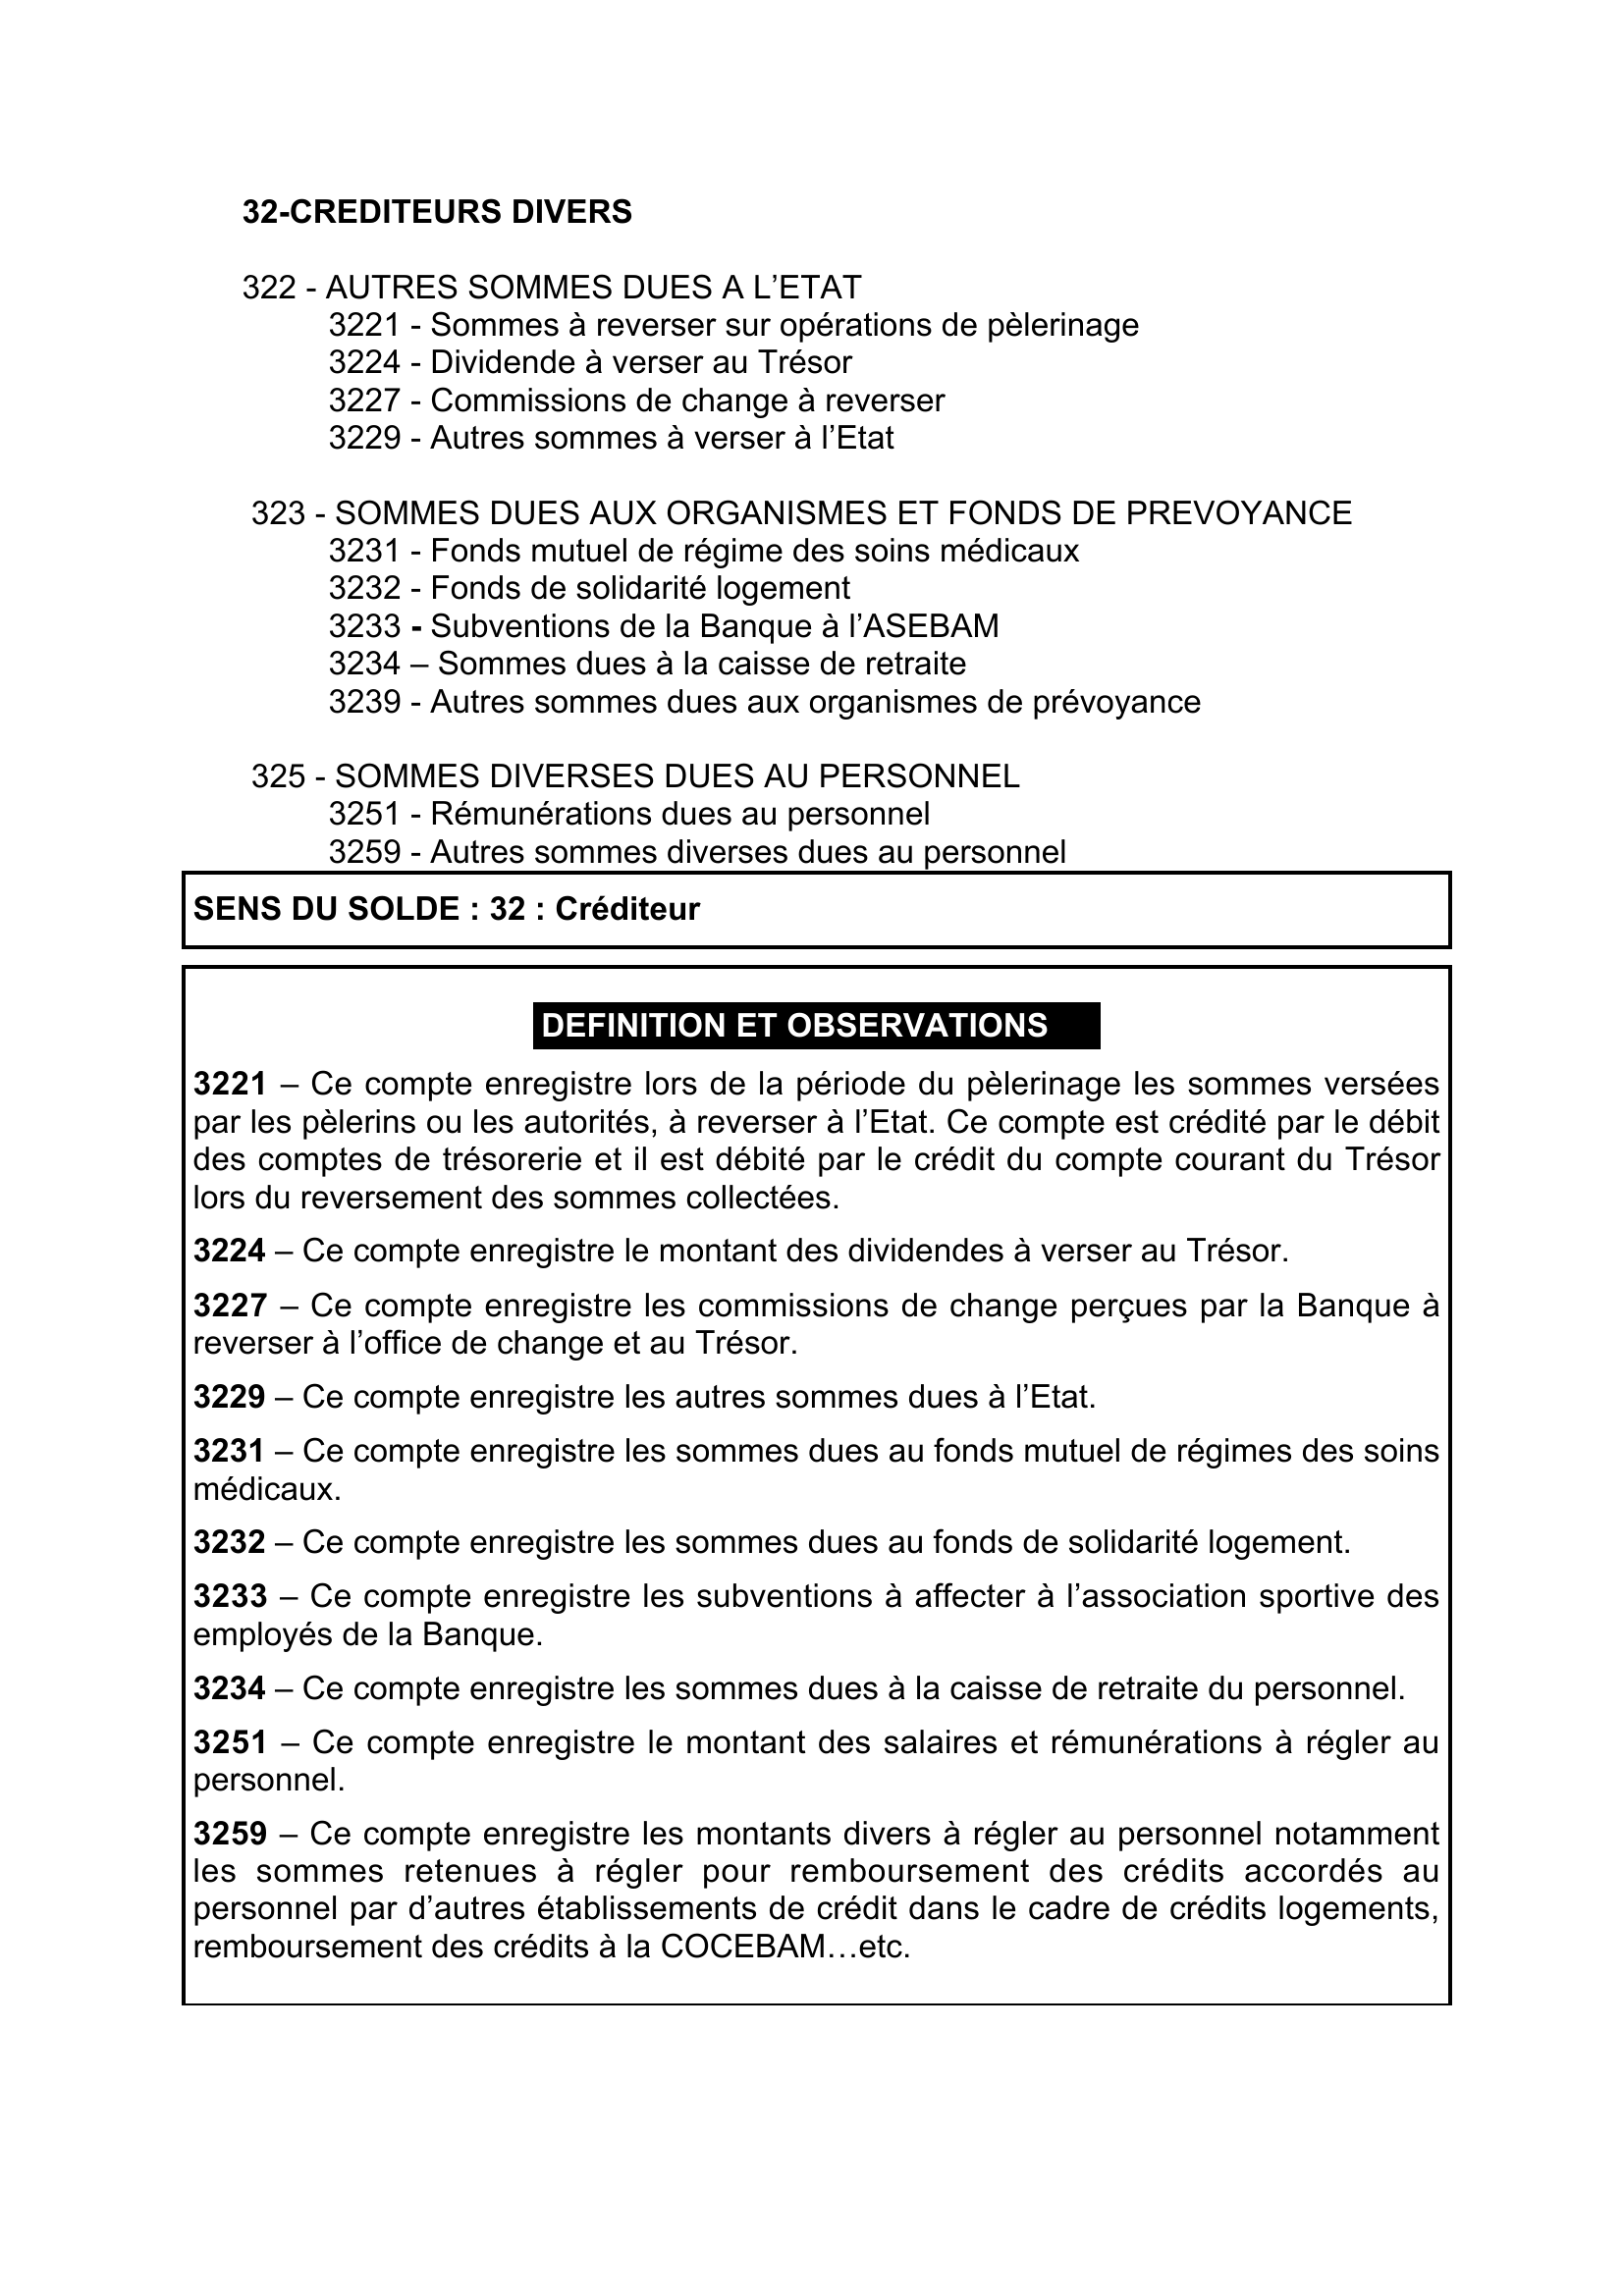 32-CREDITEURS DIVERS
322 - AUTRES SOMMES DUES A L’ETAT
3221 - Sommes à reverser sur opérations de pèlerinage
3224 - Dividende à verser au Trésor
3227 - Commissions de change à reverser
3229 - Autres sommes à verser à l’Etat
323 - SOMMES DUES AUX ORGANISMES ET FONDS DE PREVOYANCE
3231 - Fonds mutuel de régime des soins médicaux
3232 - Fonds de solidarité logement
3233 - Subventions de la Banque à l’ASEBAM
3234 – Sommes dues à la caisse de retraite
3239 - Autres sommes dues aux organismes de prévoyance
325 - SOMMES DIVERSES DUES AU PERSONNEL
3251 - Rémunérations dues au personnel
3259 - Autres sommes diverses dues au personnel
SENS DU SOLDE : 32 : Créditeur
DEFINITION ET OBSERVATIONS
3221 – Ce compte enregistre lors de la période du pèlerinage les sommes versées
par les pèlerins ou les autorités, à reverser à l’Etat. Ce compte est crédité par le débit
des comptes de trésorerie et il est débité par le crédit du compte courant du Trésor
lors du reversement des sommes collectées.
3224 – Ce compte enregistre le montant des dividendes à verser au Trésor.
3227 – Ce compte enregistre les commissions de change perçues par la Banque à
reverser à l’office de change et au Trésor.
3229 – Ce compte enregistre les autres sommes dues à l’Etat.
3231 – Ce compte enregistre les sommes dues au fonds mutuel de régimes des soins
médicaux.
3232 – Ce compte enregistre les sommes dues au fonds de solidarité logement.
3233 – Ce compte enregistre les subventions à affecter à l’association sportive des
employés de la Banque.
3234 – Ce compte enregistre les sommes dues à la caisse de retraite du personnel.
3251 – Ce compte enregistre le montant des salaires et rémunérations à régler au
personnel.
3259 – Ce compte enregistre les montants divers à régler au personnel notamment
les sommes retenues à régler pour remboursement des crédits accordés au
personnel par d’autres établissements de crédit dans le cadre de crédits logements,
remboursement des crédits à la COCEBAM…etc.